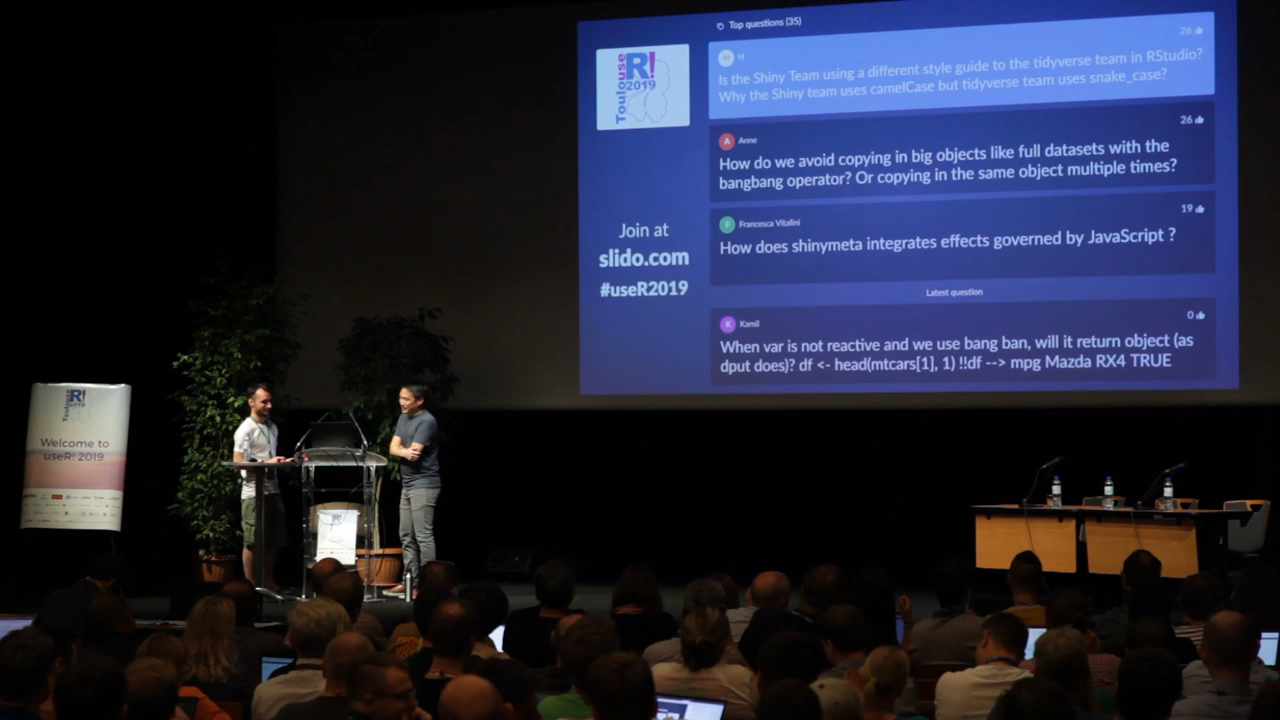 Top questions (35)
Toulouse
R!
2019
H
H
26
Is the Shiny Team using a different style guide to the tidyverse team in RStudio?
Why the Shiny team uses camelCase but tidyverse team uses snake_case?
A
Anne
26
How do we avoid copying in big objects like full datasets with the
bangbang operator? Or copying in the same object multiple times?
F
Francesca Vitalini
19
How does shinymeta integrates effects governed by JavaScript ?
Join at
slido.com
#useR2019
Latest question
K
Kamil
0
When var is not reactive and we use bang ban, will it return object (as
dput does)? df <- head(mtcars[1], 1) !!df --> mpg Mazda RX4 TRUE
Toulouse
R!
2019
Welcome to
useR! 2019
R!